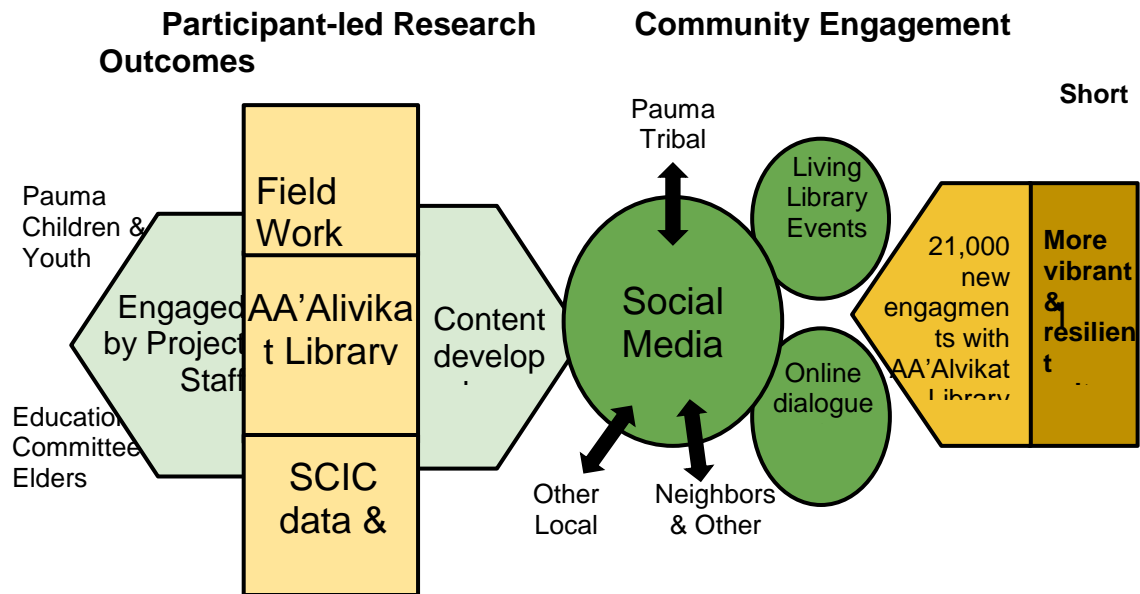 Participant-led Research Community Engagement
Outcomes
Short
Pauma
Children &
Youth
Engaged
by Project
Staff
Education
Committee
Elders
Field
Work
AA'Alivika
t Library
SCIC
data &
Content
develop
Pauma
Tribal
Social
Media
Other
Local
Neighbors
& Other
Living
Library
Events
Online
dialogue
21,000
new
engagmen
ts with
AA'Alvikat
Library
More
vibrant
&
resilien
t